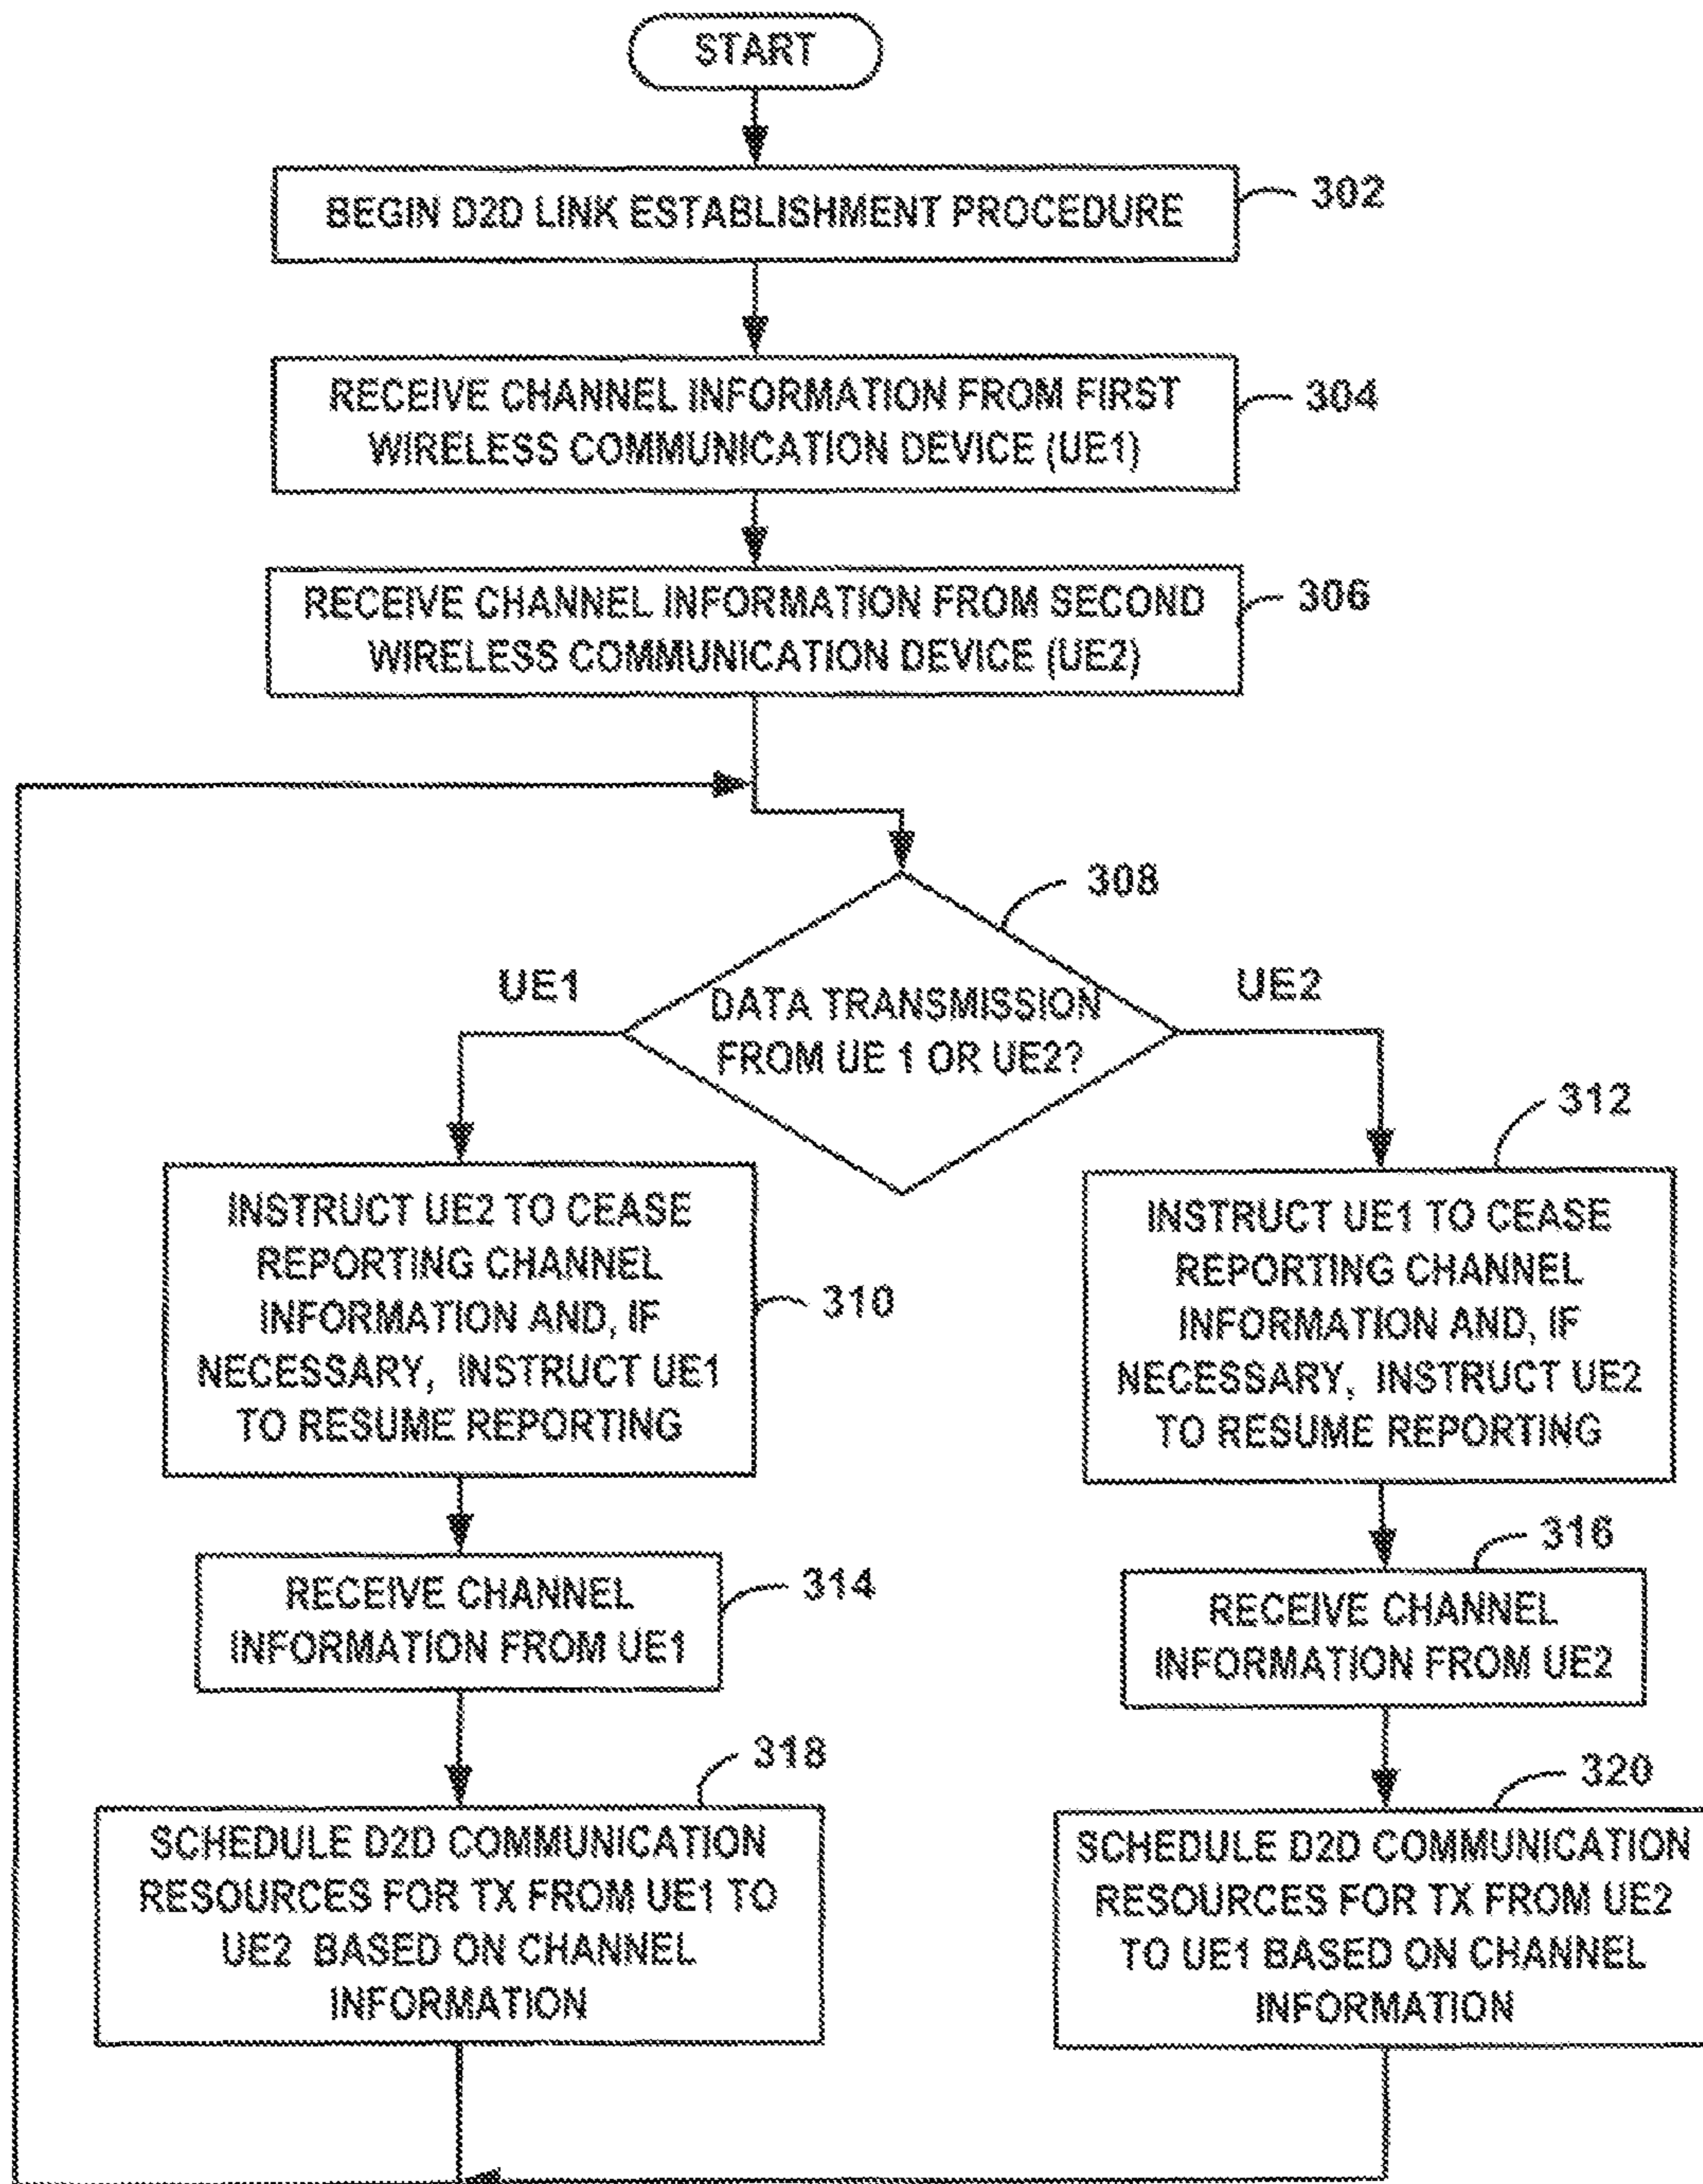 START
BEGIN D2D LINK ESTABLISHMENT PROCEDURE
302
RECEIVE CHANNEL INFORMATION FROM FIRST
WIRELESS COMMUNICATION DEVICE (UE1)
304
RECEIVE CHANNEL INFORMATION FROM SECOND
WIRELESS COMMUNICATION DEVICE (UE2)
306
308
UE1
DATA TRANSMISSION
FROM UE 1 OR UE2?
UE2
INSTRUCT UE2 TO CEASE
REPORTING CHANNEL
INFORMATION AND, IF
NECESSARY, INSTRUCT UE1
TO RESUME REPORTING
310
312
INSTRUCT UE1 TO CEASE
REPORTING CHANNEL
INFORMATION AND, IF
NECESSARY, INSTRUCT UE2
TO RESUME REPORTING
RECEIVE CHANNEL
INFORMATION FROM UE1
314
316
RECEIVE CHANNEL
INFORMATION FROM UE2
318
SCHEDULE D2D COMMUNICATION
RESOURCES FOR TX FROM UE1 TO
UE2 BASED ON CHANNEL
INFORMATION
320
SCHEDULE D2D COMMUNICATION
RESOURCES FOR TX FROM UE2
TO UE1 BASED ON CHANNEL
INFORMATION